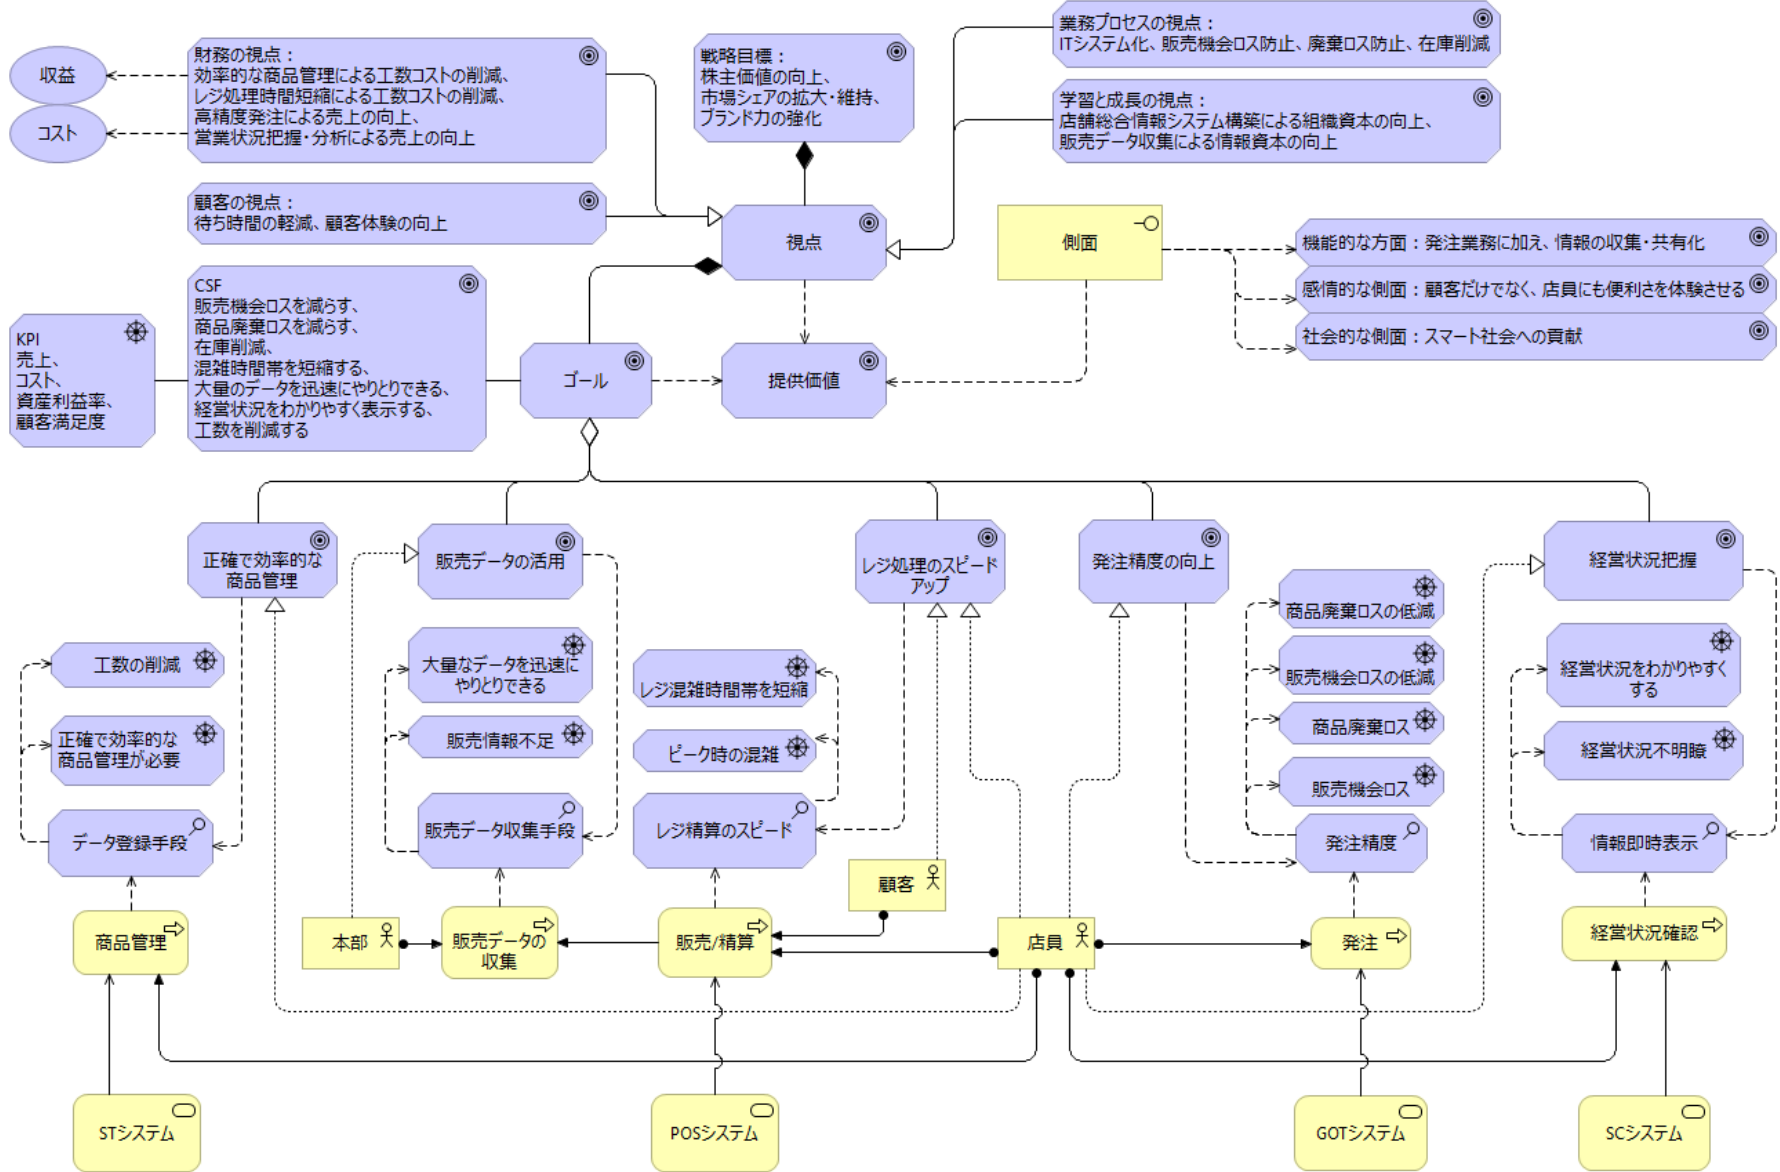 収益
コスト
財務の視点：
効率的な商品管理による工数コストの削減、
レジ処理時間短縮による工数コストの削減、
高精度発注による売上の向上、
営業状況把握・分析による売上の向上
戦略目標：
株主価値の向上、
市場シェアの拡大・維持、
ブランド力の強化
業務プロセスの視点：
ITシステム化、販売機会ロス防止、廃棄ロス防止、在庫削減
学習と成長の視点：
店舗総合情報システム構築による組織資本の向上、
販売データ収集による情報資本の向上
顧客の視点：
待ち時間の軽減、顧客体験の向上
視点
側面
機能的な方面：発注業務に加え、情報の収集・共有化
感情的な側面：顧客だけでなく、店員にも便利さを体験させる
社会的な側面：スマート社会への貢献
KPI
売上、
コスト、
資産利益率、
顧客満足度
CSF
販売機会ロスを減らす、
商品廃棄ロスを減らす、
在庫削減、
混雑時間帯を短縮する、
大量のデータを迅速にやりとりできる、
経営状況をわかりやすく表示する、
工数を削減する
ゴール
提供価値
正確で効率的な
商品管理
販売データの活用
レジ処理のスピード
アップ
発注精度の向上
経営状況把握
工数の削減
正確で効率的な
商品管理が必要
データ登録手段
大量なデータを迅速に
やりとりできる
販売情報不足
販売データ収集手段
レジ混雑時間帯を短縮
ピーク時の混雑
レジ精算のスピード
商品廃棄ロスの低減
販売機会ロスの低減
商品廃棄ロス
販売機会ロス
発注精度
経営状況をわかりやすく
する
経営状況不明瞭
情報即時表示
顧客
商品管理
本部
販売データの
収集
販売/精算
店員
発注
経営状況確認
STシステム
POSシステム
GOTシステム
SCシステム